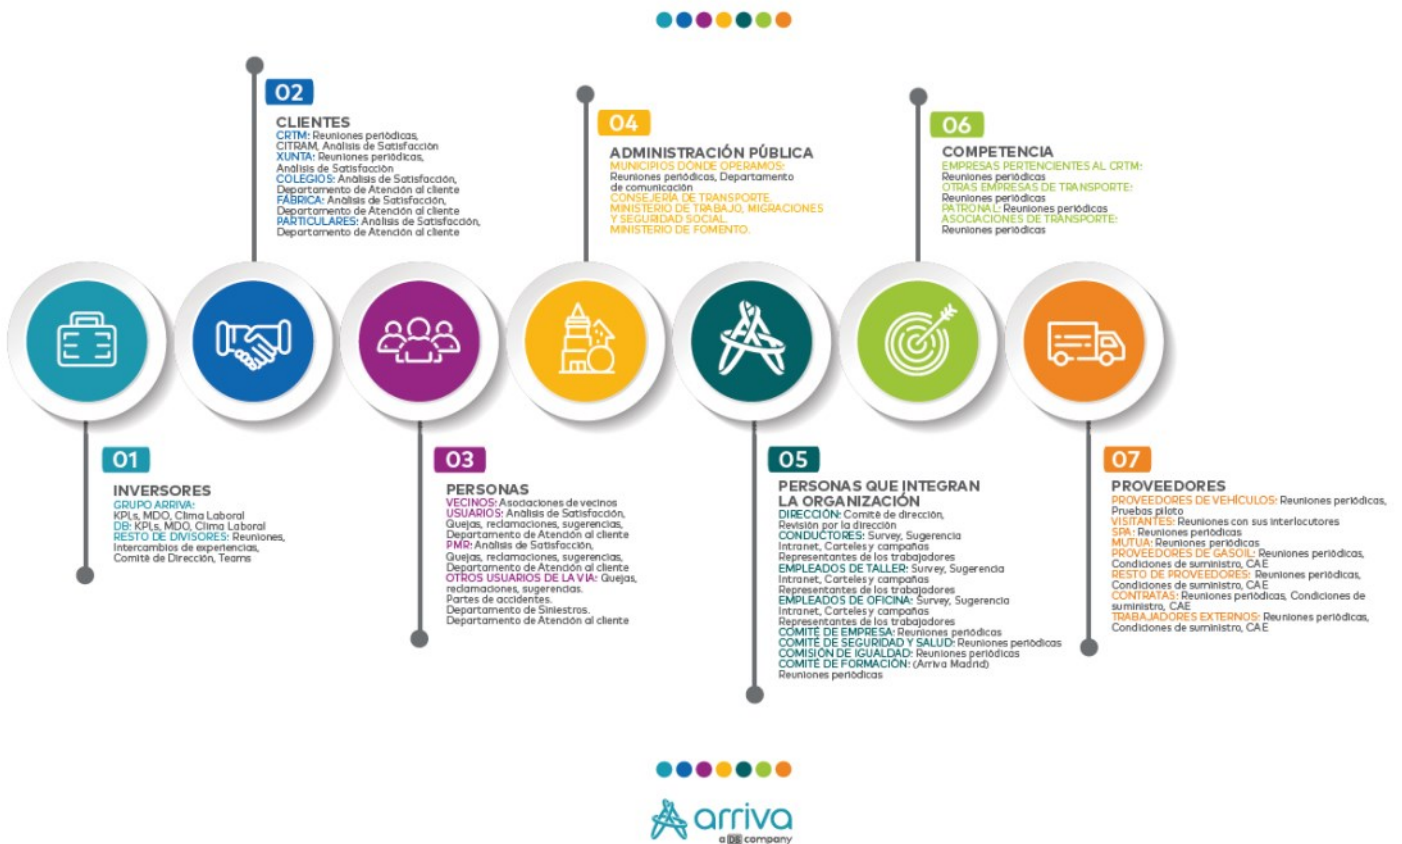 01
INVERSORES
GRUPO ARRIVA:
KPI,s, MDO, Clima Laboral
DB: KPI,s, MDO, Clima Laboral
RESTO DE DIVISORES: Reuniones,
Intercambios de experiencias,
Comité de Dirección, Teams
02
CLIENTES
CRTM: Reuniones periódicas,
CITRAM, Análisis de Satisfacción
XUNTA: Reuniones periódicas,
Análisis de Satisfacción
COLEGIOS: Análisis de Satisfacción,
Departamento de Atención al cliente
FÁBRICA: Análisis de Satisfacción,
Departamento de Atención al cliente
PARTICULARES: Análisis de Satisfacción,
Departamento de Atención al cliente
03
PERSONAS
VECINOS: Asociaciones de vecinos
USUARIOS: Análisis de Satisfacción,
Quejas, reclamaciones, sugerencias,
Departamento de Atención al cliente
PMR: Análisis de Satisfacción,
Quejas, reclamaciones, sugerencias,
Departamento de Atención al cliente
OTROS USUARIOS DE LA VIA: Quejas,
reclamaciones, sugerencias.
Partes de accidentes.
Departamento de Siniestros.
Departamento de Atención al cliente
04
ADMINISTRACIÓN PÚBLICA
MUNICIPIOS DÓNDE OPERAMOS:
Reuniones periódicas, Departamento
de comunicación
CONSEJERÍA DE TRANSPORTE.
MINISTERIO DE TRABAJO, MIGRACIONES
Y SEGURIDAD SOCIAL.
MINISTERIO DE FOMENTO.
05
PERSONAS QUE INTEGRAN
LA ORGANIZACIÓN
DIRECCIÓN: Comité de dirección,
Revisión por la dirección
CONDUCTORES: Survey, Sugerencia
Intranet, Carteles y campañas
Representantes de los trabajadores
EMPLEADOS DE TALLER: Survey, Sugerencia
Intranet, Carteles y campañas
Representantes de los trabajadores
EMPLEADOS DE OFICINA: Survey, Sugerencia
Intranet, Carteles y campañas
Representantes de los trabajadores
COMITÉ DE EMPRESA: Reuniones periódicas
COMITÉ DE SEGURIDAD Y SALUD: Reuniones periódicas
COMISIÓN DE IGUALDAD: Reuniones periódicas
COMITÉ DE FORMACIÓN: (Arriva Madrid)
Reuniones periódicas
06
COMPETENCIA
EMPRESAS PERTENCIENTES AL CRTM:
Reuniones periódicas
OTRAS EMPRESAS DE TRANSPORTE:
Reuniones periódicas
PATRONAL: Reuniones periódicas
ASOCIACIONES DE TRANSPORTE:
Reuniones periódicas
07
PROVEEDORES
PROVEEDORES DE VEHÍCULOS: Reuniones periódicas,
Pruebas piloto
VISITANTES: Reuniones con sus interlocutores
SPA: Reuniones periódicas
MUTUA: Reuniones periódicas
PROVEEDORES DE GASOIL: Reuniones periódicas,
Condiciones de suministro, CAE
RESTO DE PROVEEDORES: Reuniones periódicas,
Condiciones de suministro, CAE
CONTRATAS: Reuniones periódicas, Condiciones de
suministro, CAE
TRABAJADORES EXTERNOS: Reuniones periódicas,
Condiciones de suministro, CAE
arriva
a DB company